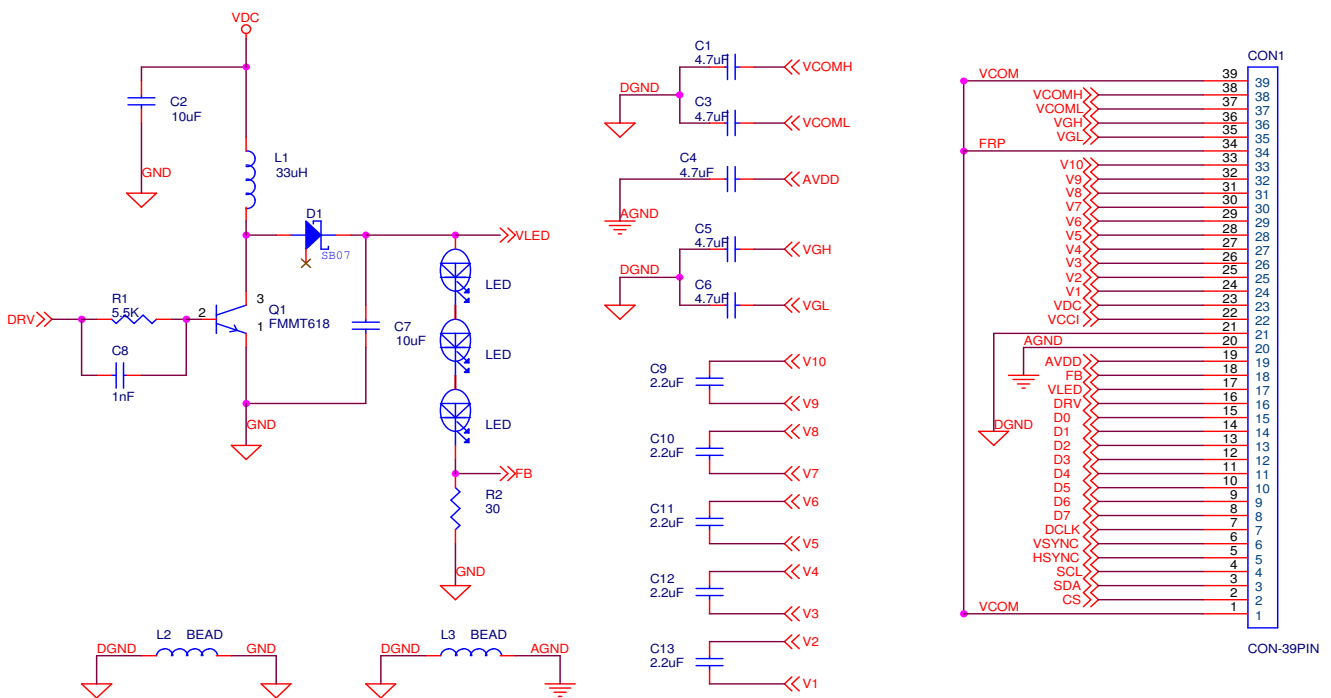 VDC
C2
10uF
GND
L1
33uH
D1
SB07
VLED
LED
LED
LED
DRV
R1
5.5K
C8
1nF
2
3
1
Q1
FMMT618
C7
10uF
GND
FB
R2
30
GND
DGND
L2 BEAD
GND
DGND
L3 BEAD
AGND
C1
4.7uF
VCOMH
DGND
C3
4.7uF
VCOML
C4
4.7uF
AVDD
AGND
C5
4.7uF
VGH
DGND
C6
4.7uF
VGL
C9
2.2uF
V10
V9
C10
2.2uF
V8
V7
C11
2.2uF
V6
V5
C12
2.2uF
V4
V3
C13
2.2uF
V2
V1
CON1
VCOM 39 39
VCOMH 38 38
VCOML 37 37
VGH 36 36
VGL 35 35
FRP 34 34
V10 33 33
V9 32 32
V8 31 31
V7 30 30
V6 29 29
V5 28 28
V4 27 27
V3 26 26
V2 25 25
V1 24 24
VDC 23 23
VCCI 22 22
21 21
AGND 20 20
AVDD 19 19
FB 18 18
VLED 17 17
DRV 16 16
D0 15 15
DGND
D1 14 14
D2 13 13
D3 12 12
D4 11 11
D5 10 10
D6 9 9
D7 8 8
DCLK 7 7
VSYNC 6 6
HSYNC 5 5
SCL 4 4
SDA 3 3
CS 2 2
VCOM 1 1
CON-39PIN